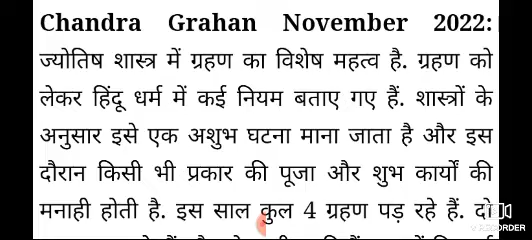 Chandra Grahan November 2022:
ज्योतिष शास्त्र में ग्रहण का विशेष महत्व है. ग्रहण को
लेकर हिंदू धर्म में कई नियम बताए गए हैं. शास्त्रों के
अनुसार इसे एक अशुभ घटना माना जाता है और इस
दौरान किसी भी प्रकार की पूजा और शुभ कार्यों की
मनाही होती है. इस साल कुल 4 ग्रहण पड़ रहे हैं. दो
V RECORDER